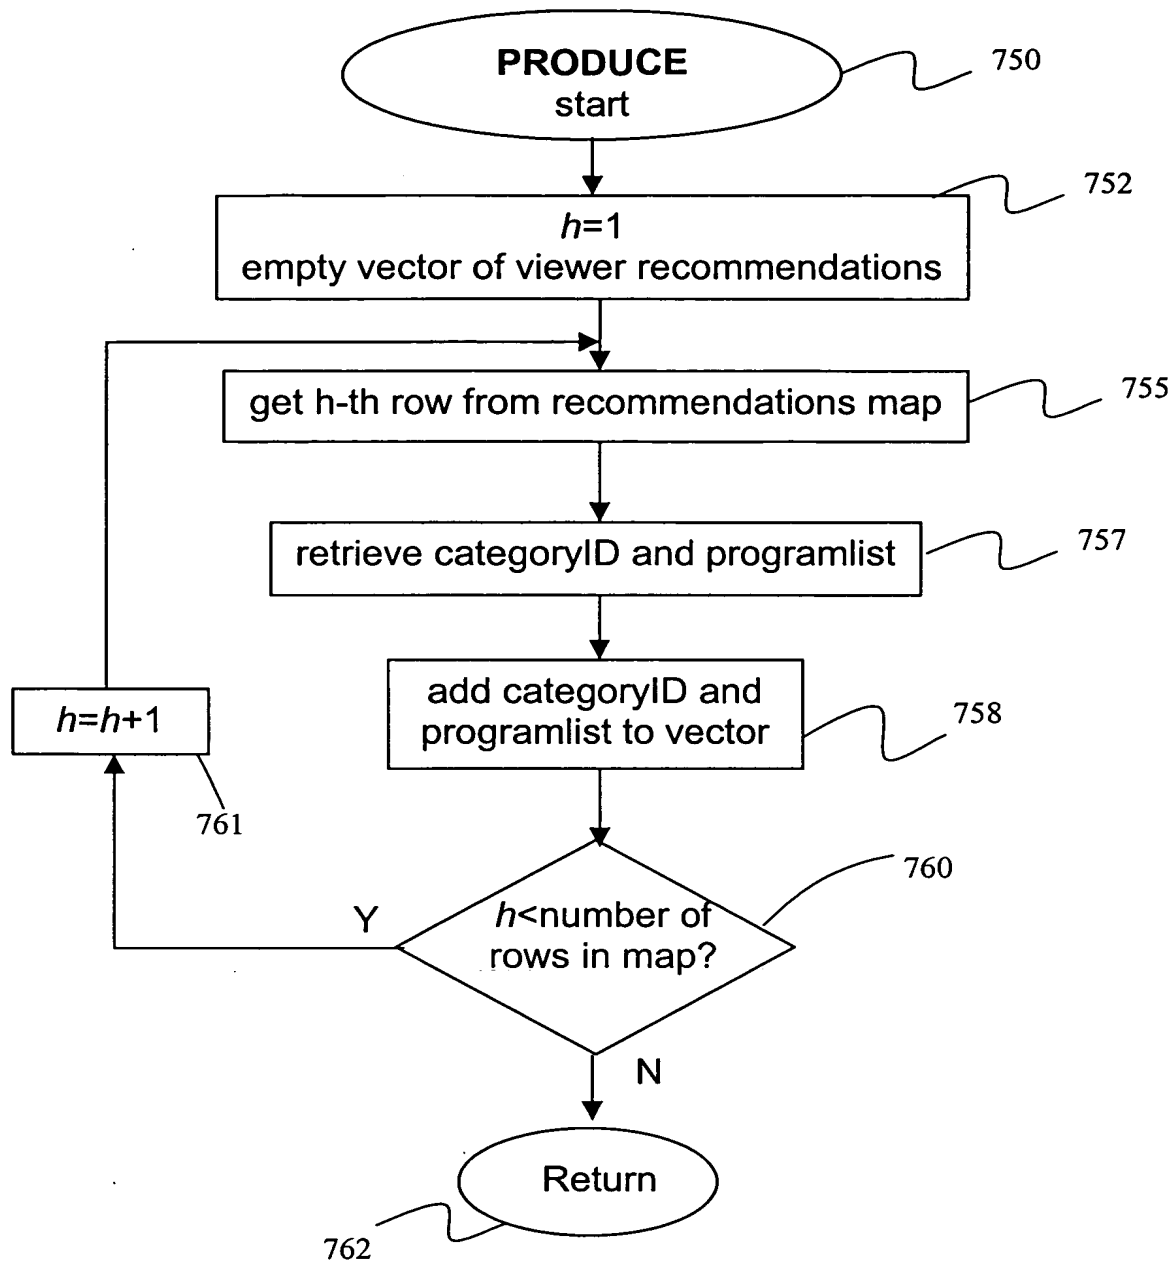 PRODUCE
start
750
752
h=1
empty vector of viewer recommendations
get h-th row from recommendations map
755
retrieve categoryID and programlist
757
add categoryID and
programlist to vector
758
h=h+1
761
760
h<number of
rows in map?
Y
N
Return
762